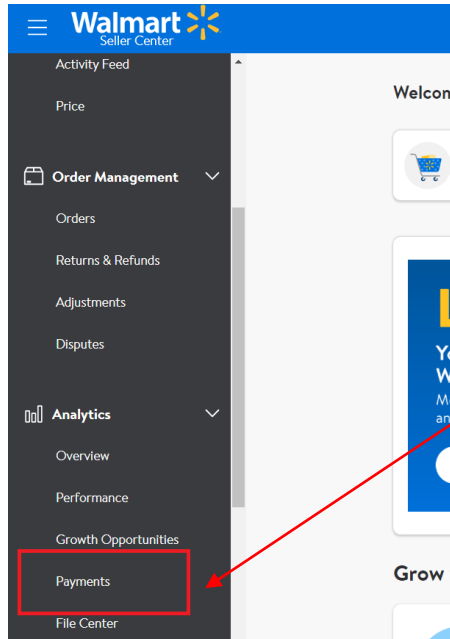 Walmart
Seller Center
Activity Feed
Price
Order Management
Orders
Returns & Refunds
Adjustments
Disputes
Analytics
Overview
Performance
Growth Opportunities
Payments
File Center
Grow